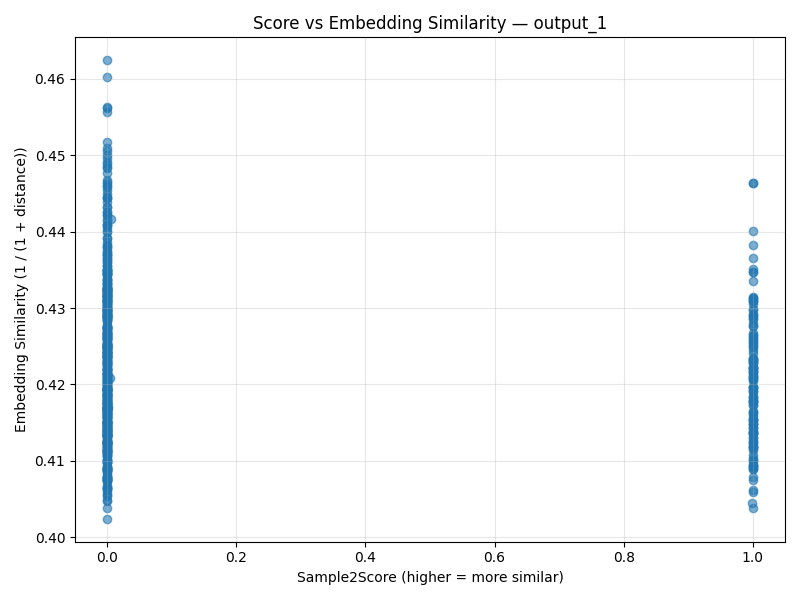 Score vs Embedding Similarity — output_1
Embedding Similarity (1 / (1 + distance))
0.46
0.45
0.44
0.43
0.42
0.41
0.40
0.0 0.2 0.4 0.6 0.8 1.0
Sample2Score (higher = more similar)